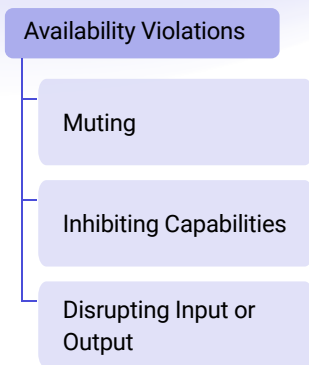 Availability Violations
Muting
Inhibiting Capabilities
Disrupting Input or
Output